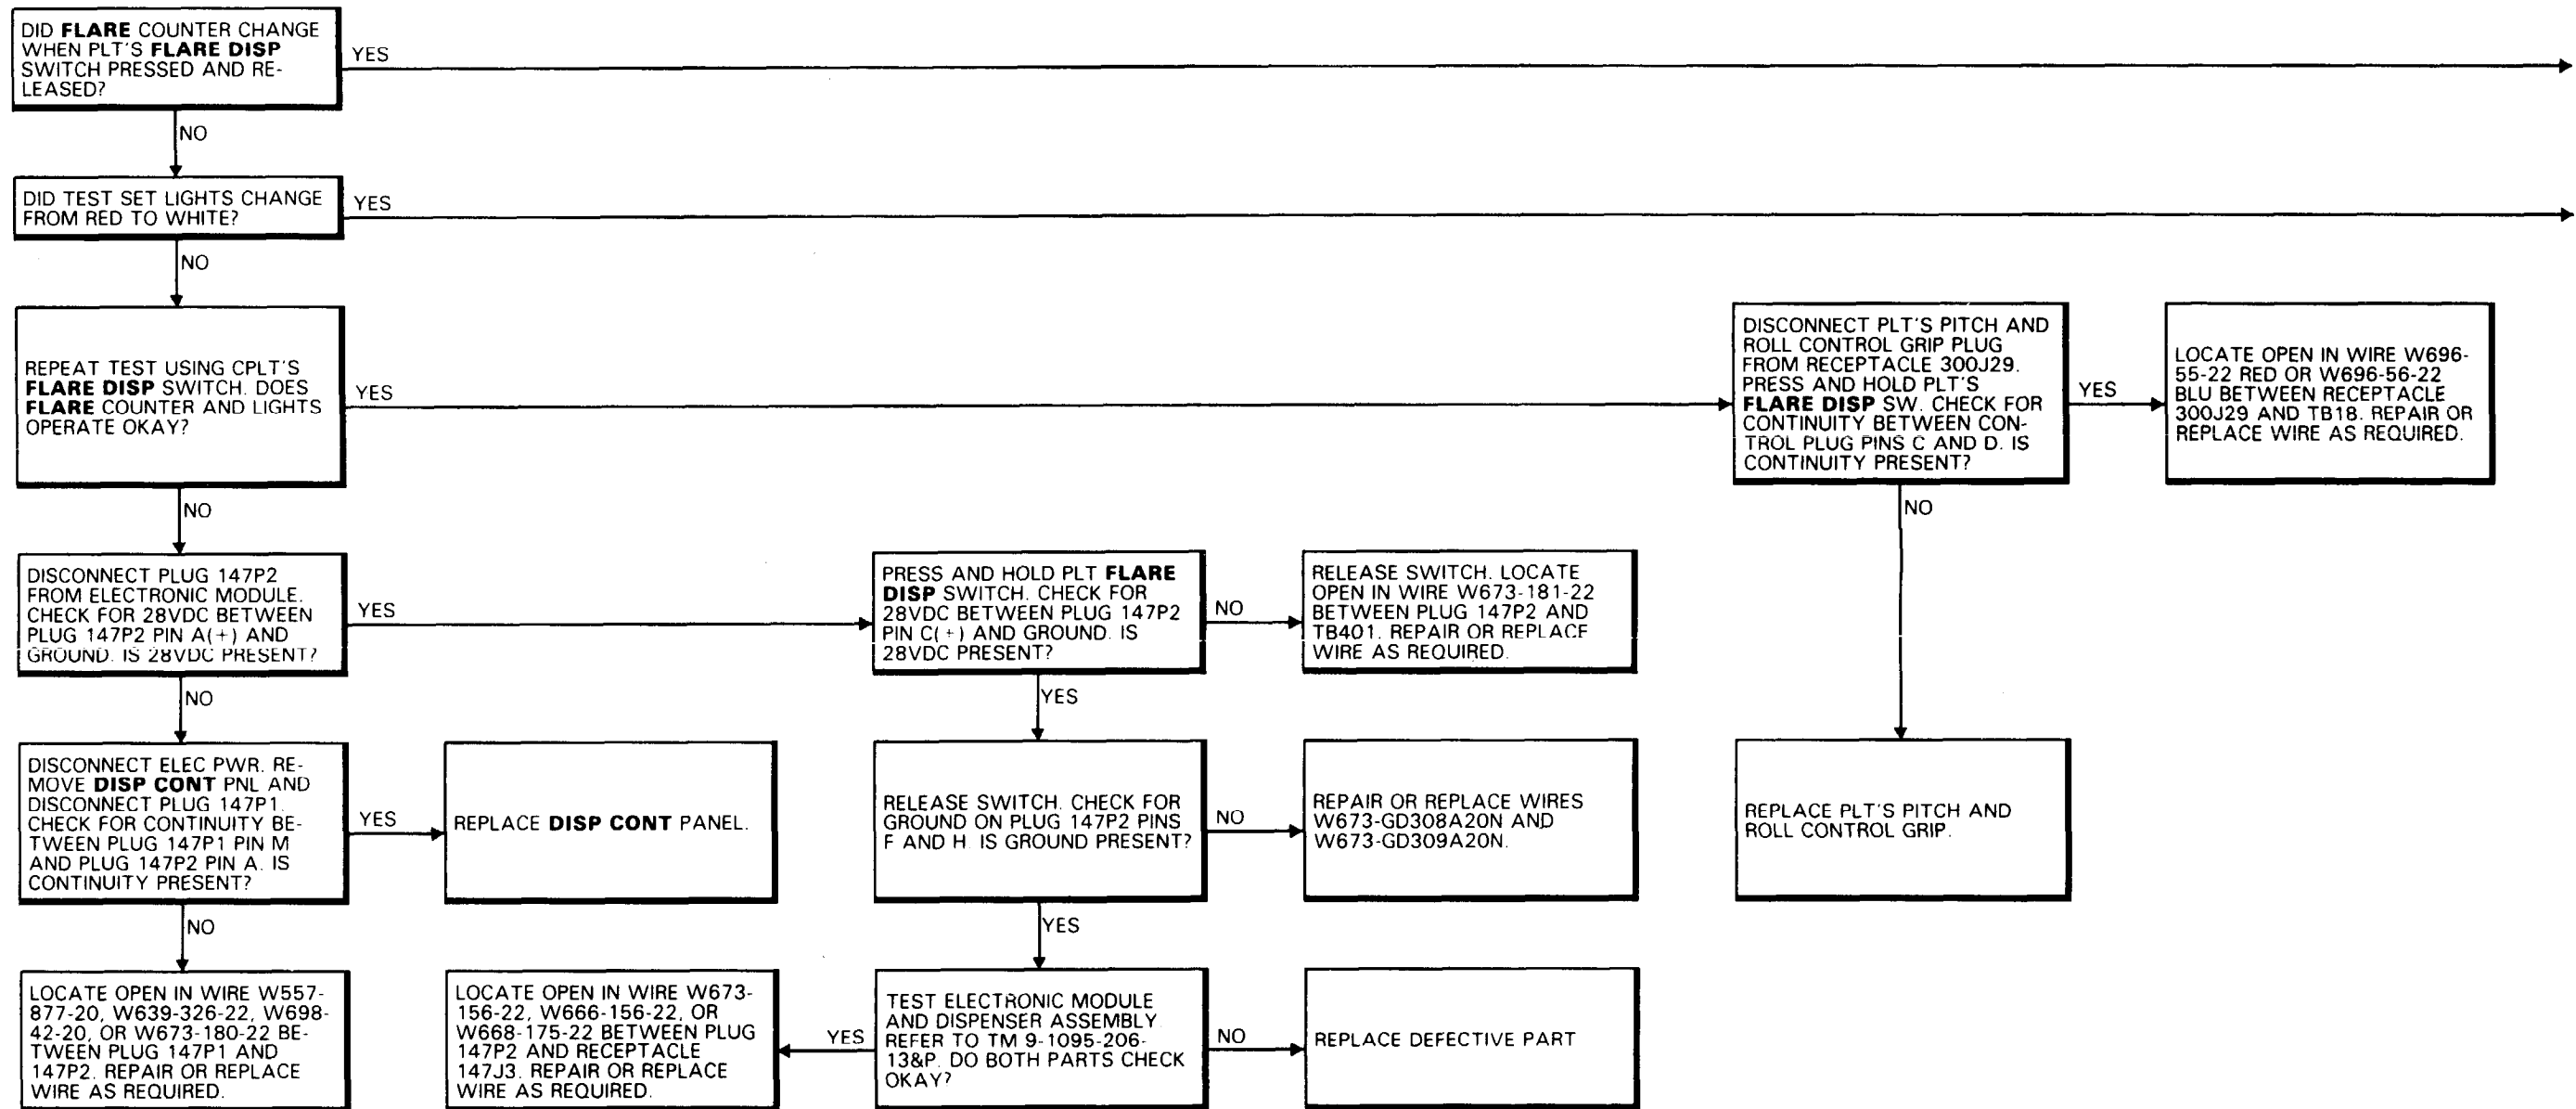 DID FLARE COUNTER CHANGE
WHEN PLT'S FLARE DISP
SWITCH PRESSED AND RE-
LEASED?
YES
NO
DID TEST SET LIGHTS CHANGE
FROM RED TO WHITE?
YES
NO
REPEAT TEST USING CPLT'S
FLARE DISP SWITCH. DOES
FLARE COUNTER AND LIGHTS
OPERATE OKAY?
YES
NO
DISCONNECT PLT'S PITCH AND
ROLL CONTROL GRIP PLUG
FROM RECEPTACLE 300J29.
PRESS AND HOLD PLT'S
FLARE DISP SW. CHECK FOR
CONTINUITY BETWEEN CON-
TROL PLUG PINS C AND D. IS
CONTINUITY PRESENT?
YES
NO
LOCATE OPEN IN WIRE W696-
55-22 RED OR W696-56-22
BLU BETWEEN RECEPTACLE
300J29 AND TB18. REPAIR OR
REPLACE WIRE AS REQUIRED.
DISCONNECT PLUG 147P2
FROM ELECTRONIC MODULE.
CHECK FOR 28VDC BETWEEN
PLUG 147P2 PIN A(+) AND
GROUND. IS 28VDC PRESENT?
YES
NO
PRESS AND HOLD PLT FLARE
DISP SWITCH. CHECK FOR
28VDC BETWEEN PLUG 147P2
PIN C(+) AND GROUND. IS
28VDC PRESENT?
NO
YES
RELEASE SWITCH. LOCATE
OPEN IN WIRE W673-181-22
BETWEEN PLUG 147P2 AND
TB401. REPAIR OR REPLACE
WIRE AS REQUIRED.
DISCONNECT ELEC PWR. RE-
MOVE DISP CONT PNL AND
DISCONNECT PLUG 147P1.
CHECK FOR CONTINUITY BE-
TWEEN PLUG 147P1 PIN M
AND PLUG 147P2 PIN A. IS
CONTINUITY PRESENT?
YES
NO
REPLACE DISP CONT PANEL.
RELEASE SWITCH. CHECK FOR
GROUND ON PLUG 147P2 PINS
F AND H. IS GROUND PRESENT?
NO
YES
REPAIR OR REPLACE WIRES
W673-GD308A20N AND
W673-GD309A20N.
REPLACE PLT'S PITCH AND
ROLL CONTROL GRIP.
LOCATE OPEN IN WIRE W557-
877-20, W639-326-22, W698-
42-20, OR W673-180-22 BE-
TWEEN PLUG 147P1 AND
147P2. REPAIR OR REPLACE
WIRE AS REQUIRED.
LOCATE OPEN IN WIRE W673-
156-22, W666-156-22, OR
W668-175-22 BETWEEN PLUG
147P2 AND RECEPTACLE
147J3. REPAIR OR REPLACE
WIRE AS REQUIRED.
YES
TEST ELECTRONIC MODULE
AND DISPENSER ASSEMBLY
REFER TO TM 9-1095-206-
13&P. DO BOTH PARTS CHECK
OKAY?
NO
REPLACE DEFECTIVE PART